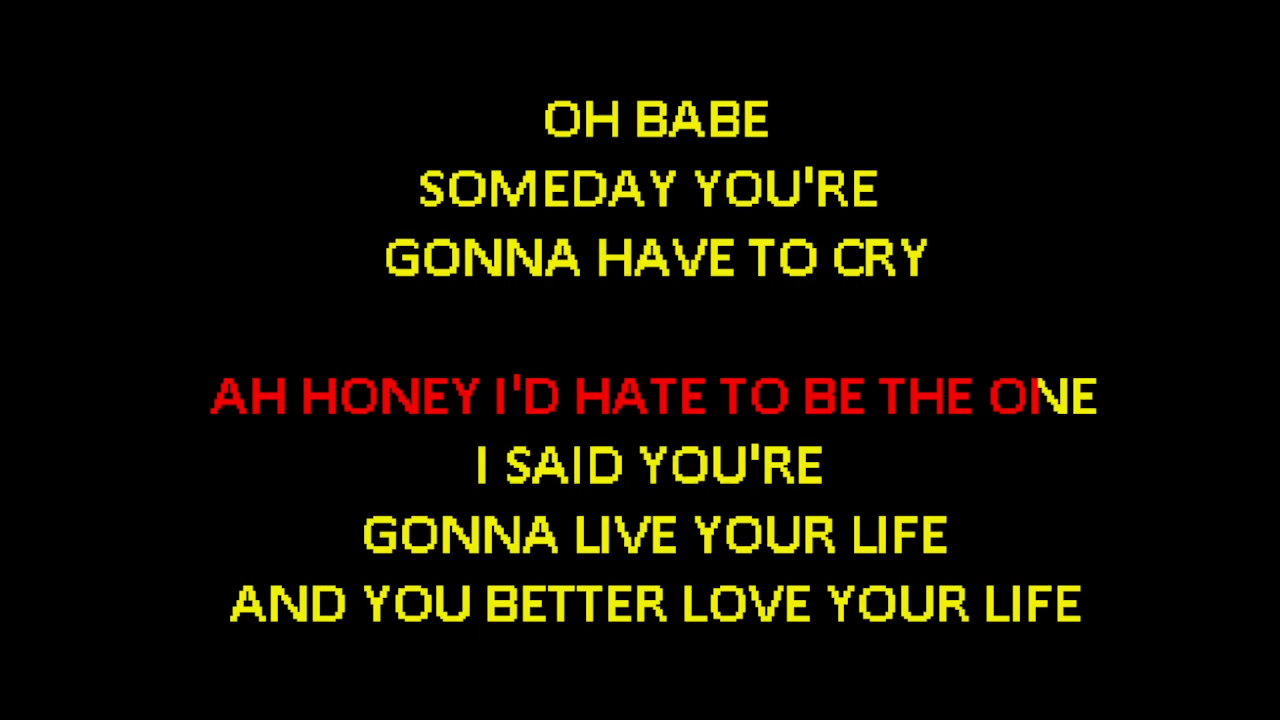 OH BABE
SOMEDAY YOU'RE
GONNA HAVE TO CRY
AH HONEY I'D HATE TO BE THE ONE
I SAID YOU'RE
GONNA LIVE YOUR LIFE
AND YOU BETTER LOVE YOUR LIFE